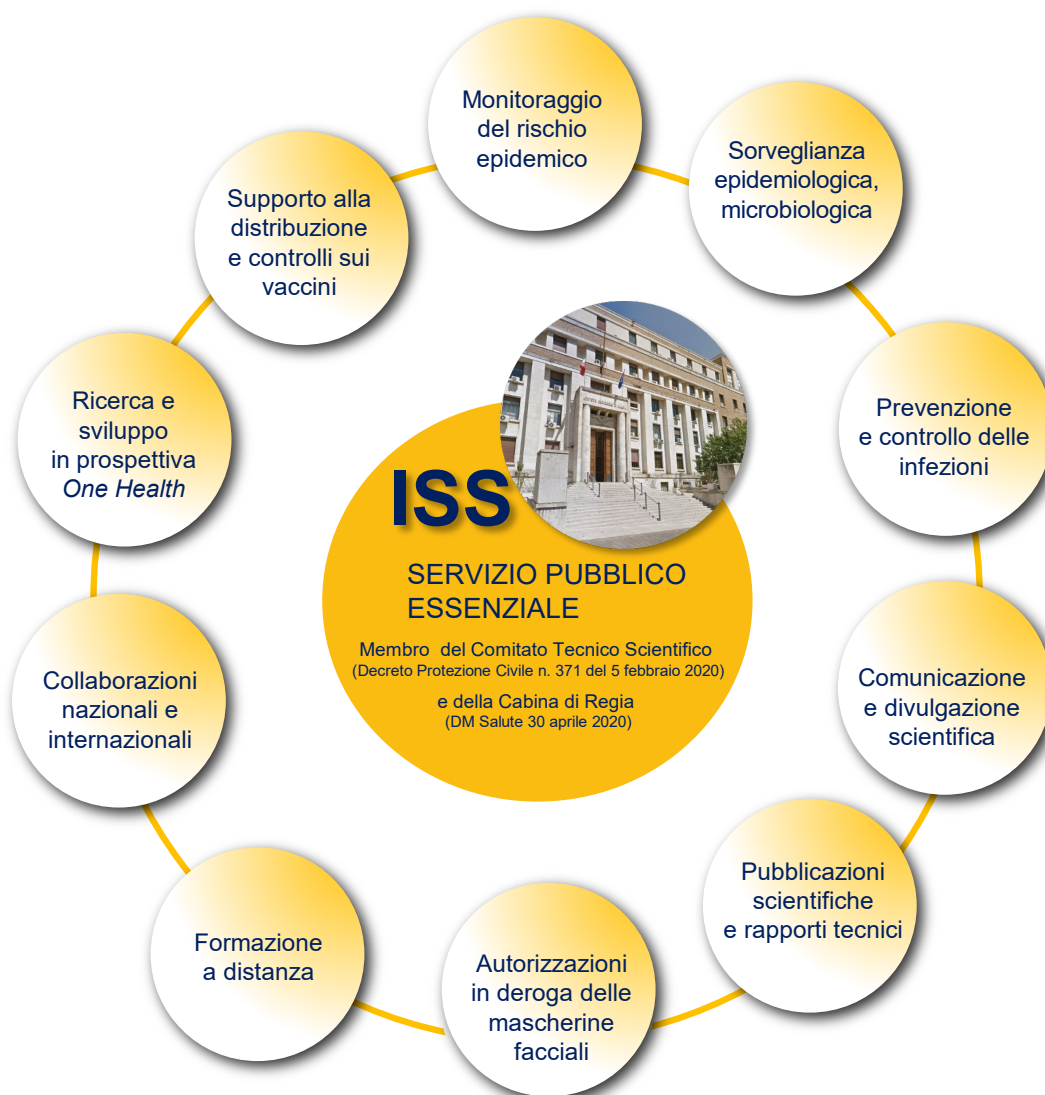 Monitoraggio
del rischio
epidemico
Sorveglianza
epidemiologica,
microbiologica
Prevenzione
e controllo delle
infezioni
Comunicazione
e divulgazione
scientifica
Pubblicazioni
scientifiche
e rapporti tecnici
Autorizzazioni
in deroga delle
mascherine
facciali
Formazione
a distanza
Collaborazioni
nazionali e
internazionali
Ricerca e
sviluppo
in prospettiva
One Health
Supporto alla
distribuzione
e controlli sui
vaccini
ISS
SERVIZIO PUBBLICO
ESSENZIALE
Membro del Comitato Tecnico Scientifico
(Decreto Protezione Civile n. 371 del 5 febbraio 2020)
e della Cabina di Regia
(DM Salute 30 aprile 2020)